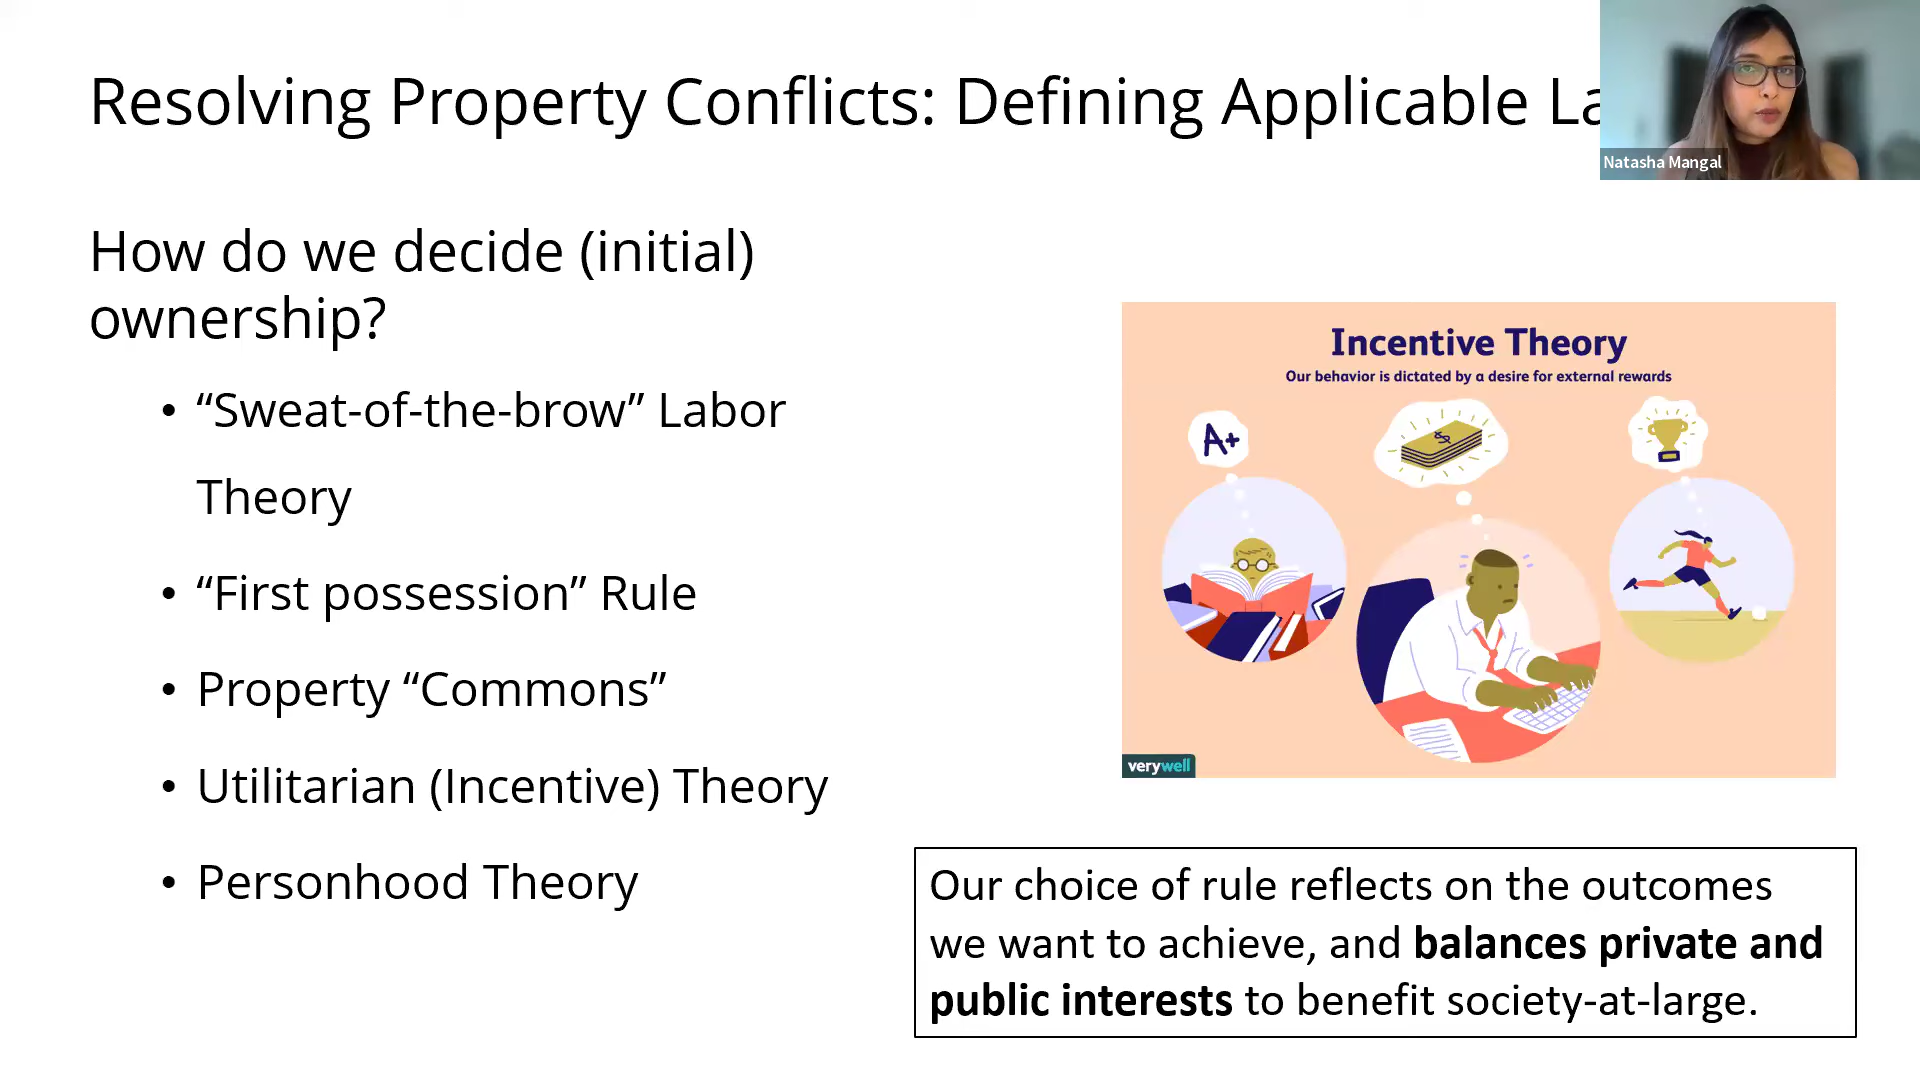 Resolving Property Conflicts: Defining Applicable
Natasha Mangal
How do we decide (initial)
ownership?
• “Sweat-of-the-brow” Labor
Theory
• “First possession” Rule
• Property “Commons”
• Utilitarian (Incentive) Theory
• Personhood Theory
Incentive Theory
Our behavior is dictated by a desire for external rewards
A+
$
verywell
Our choice of rule reflects on the outcomes
we want to achieve, and balances private and
public interests to benefit society-at-large.